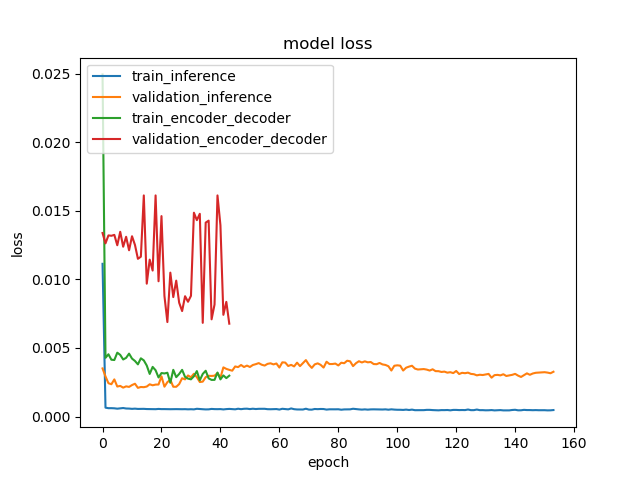 model loss
train_inference
validation_inference
train_encoder_decoder
validation_encoder_decoder
loss
0.025
0.020
0.015
0.010
0.005
0.000
0 20 40 60 80 100 120 140 160
epoch